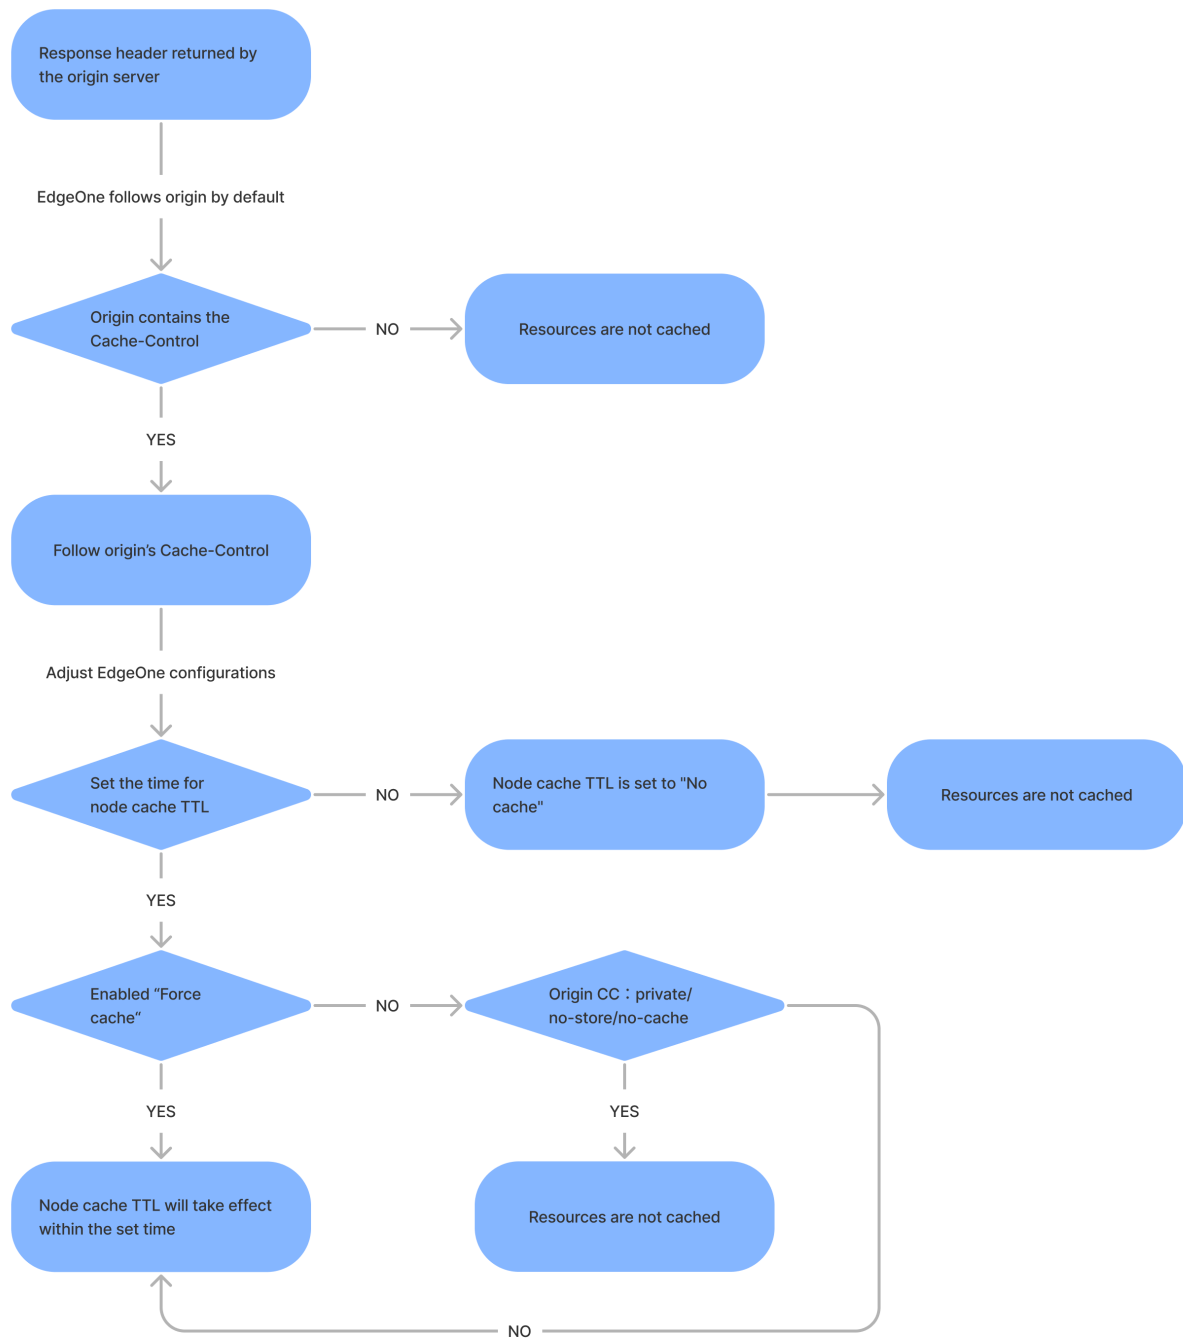 Response header returned by
the origin server
EdgeOne follows origin by default
Origin contains the
Cache-Control
NO
Resources are not cached
YES
Follow origin’s Cache-Control
Adjust EdgeOne configurations
Set the time for
node cache TTL
NO
Node cache TTL is set to "No
cache"
Resources are not cached
YES
Enabled “Force
cache“
NO
Origin CC：private/
no-store/no-cache
YES
YES
Node cache TTL will take effect
within the set time
Resources are not cached
NO